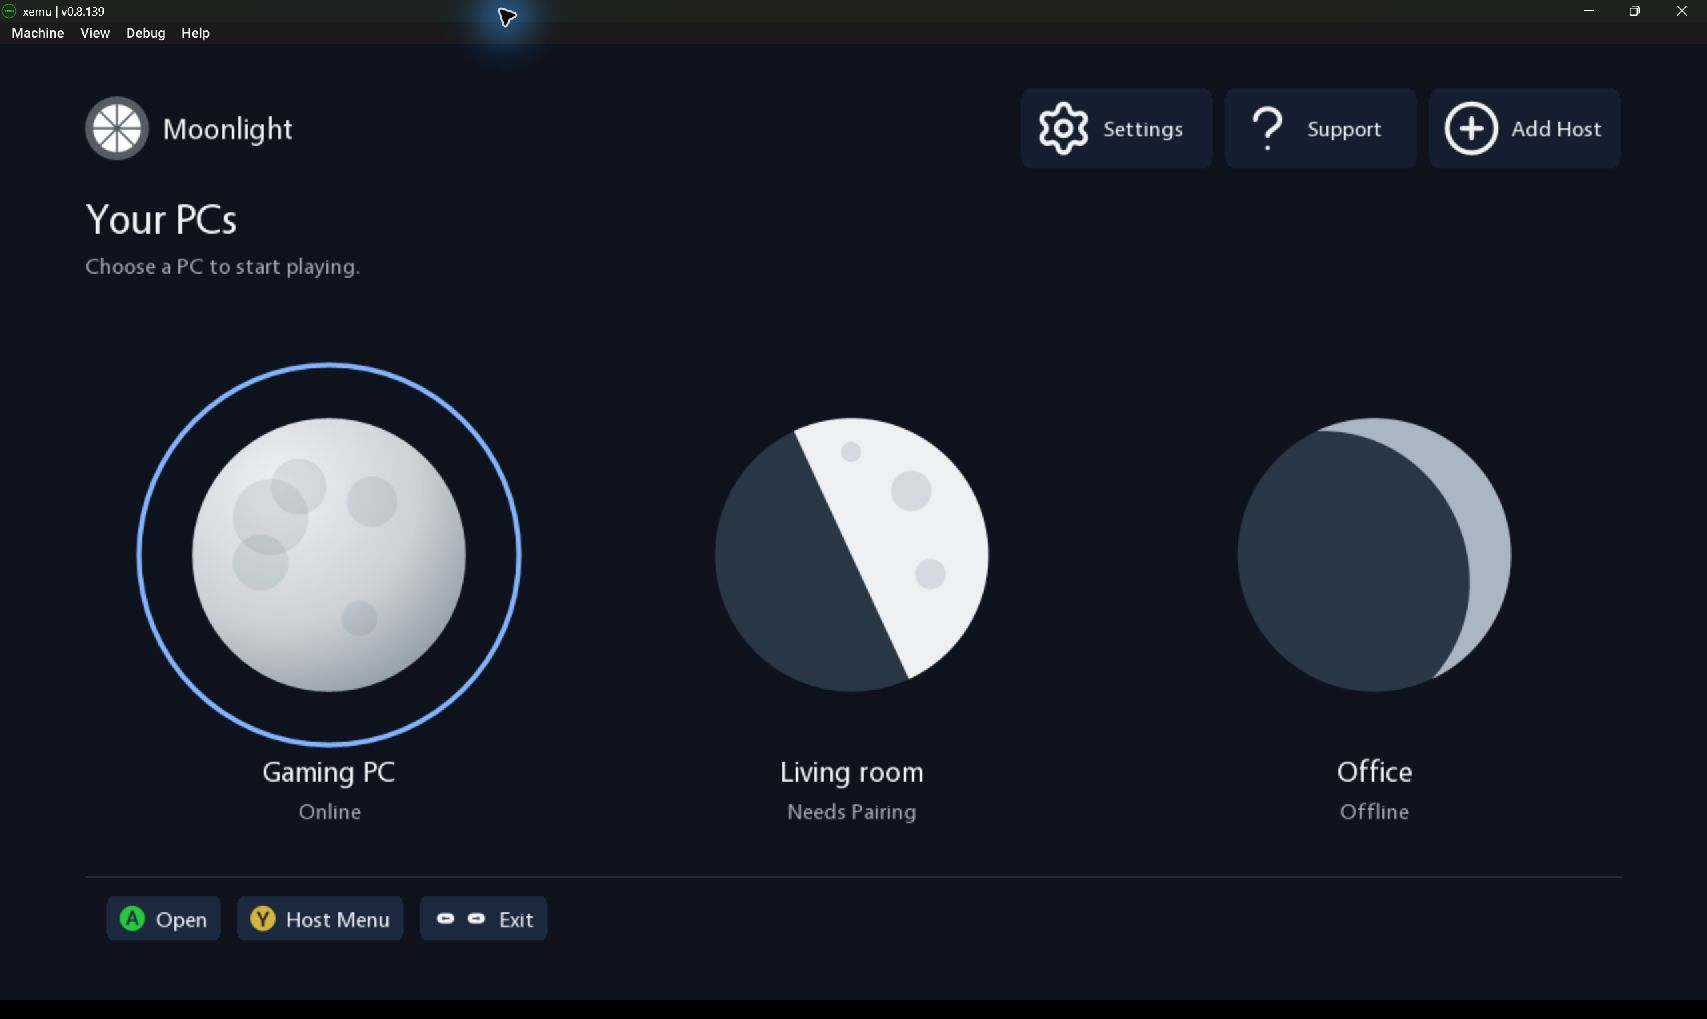 xemu | v0.8.139
Machine View Debug Help
Moonlight
Settings
Support
Add Host
Your PCs
Choose a PC to start playing.
Gaming PC
Online
Living room
Needs Pairing
Office
Offline
A Open
Y Host Menu
Exit